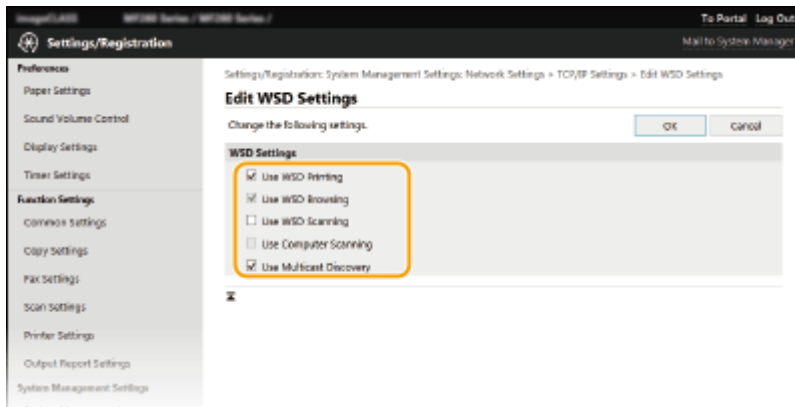 To Portal Log Out
Settings/Registration
Mail to System Manager
Preferences
Paper Settings
Sound Volume Control
Display Settings
Timer Settings
Function Settings
Common Settings
Copy Settings
Fax Settings
Scan Settings
Printer Settings
Output Report Settings
System Management Settings
Settings/Registration: System Management Settings: Network Settings > TCP/IP Settings > Edit WSD Settings
Edit WSD Settings
Change the following settings.
OK Cancel
WSD Settings
Use WSD Printing
Use WSD Browsing
Use WSD Scanning
Use Computer Scanning
Use Multicast Discovery